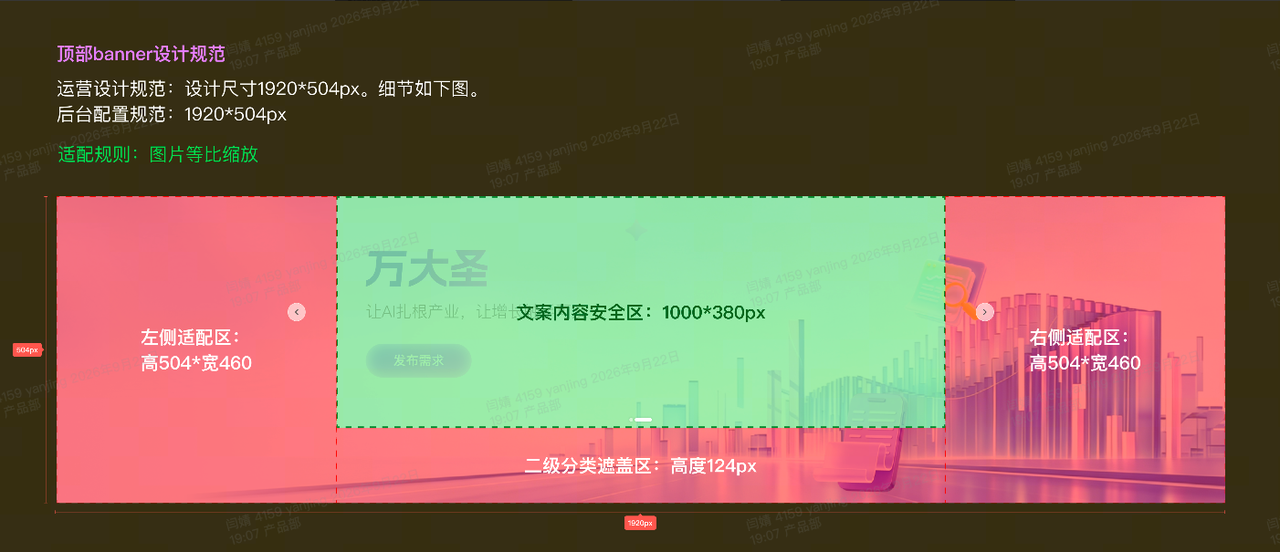 顶部banner设计规范
运营设计规范：设计尺寸1920*504px。细节如下图。
后台配置规范：1920*504px
适配规则：图片等比缩放
万大圣
让AI扎根产业，让增长
文案内容安全区：1000*380px
发布需求
左侧适配区：
高504*宽460
右侧适配区：
高504*宽460
504px
二级分类遮盖区：高度124px
1920px
闫婧 4159 yanjing 2026年9月22日
19:07 产品部